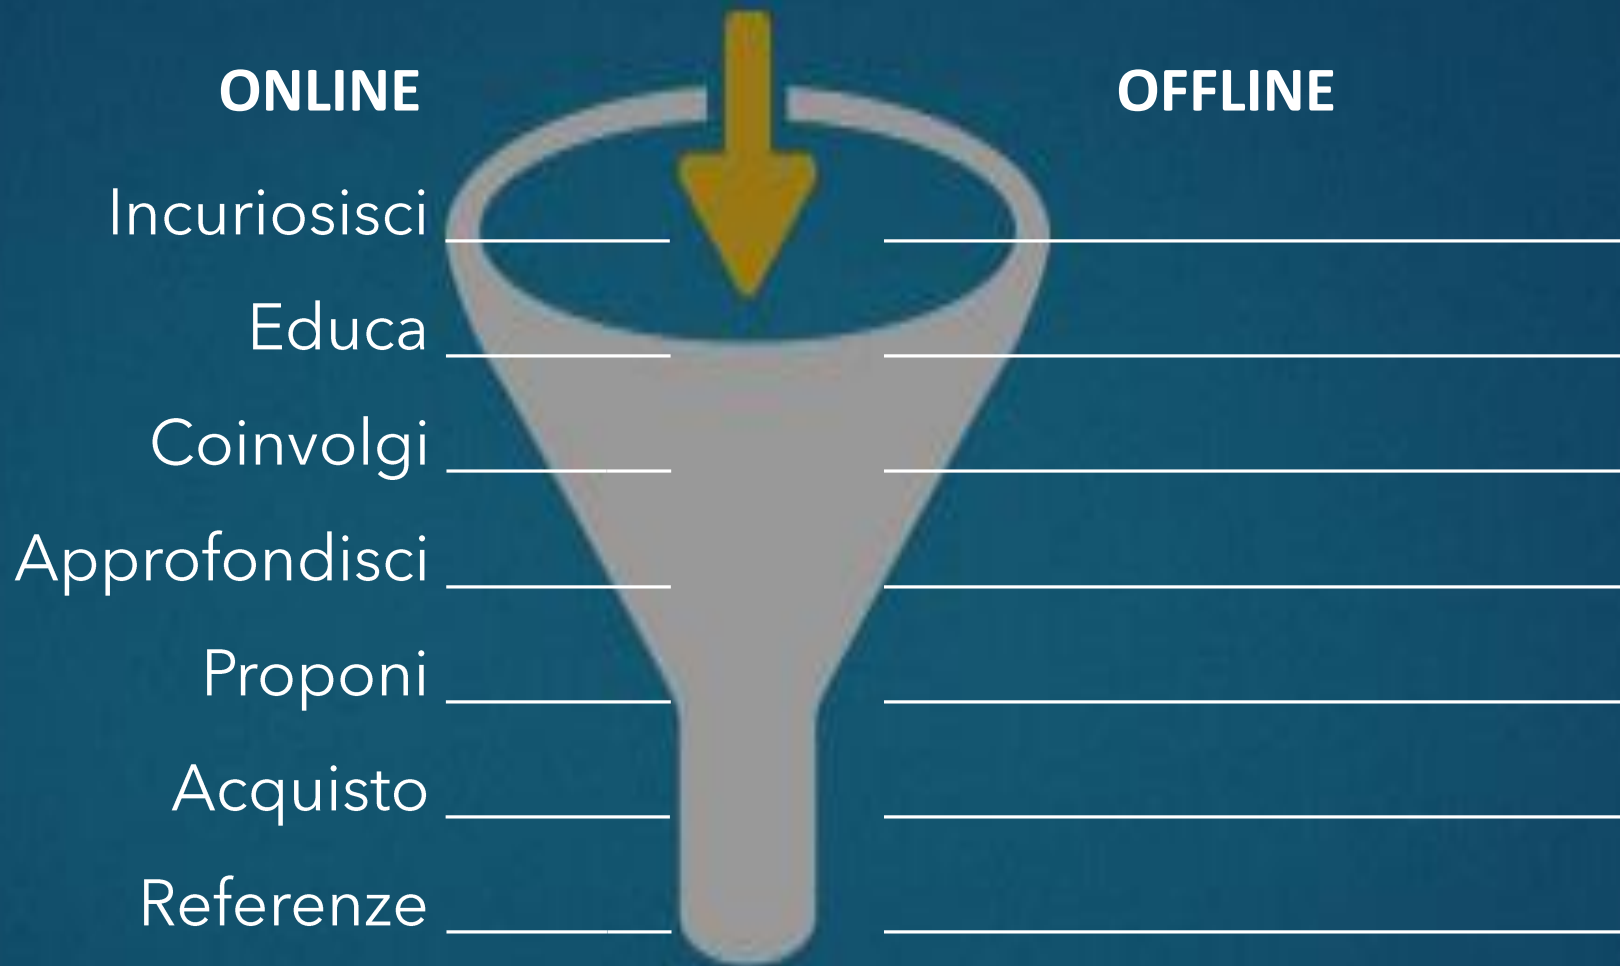 ONLINE
OFFLINE
Incuriosisci
Educa
Coinvolgi
Approfondisci
Proponi
Acquisto
Referenze